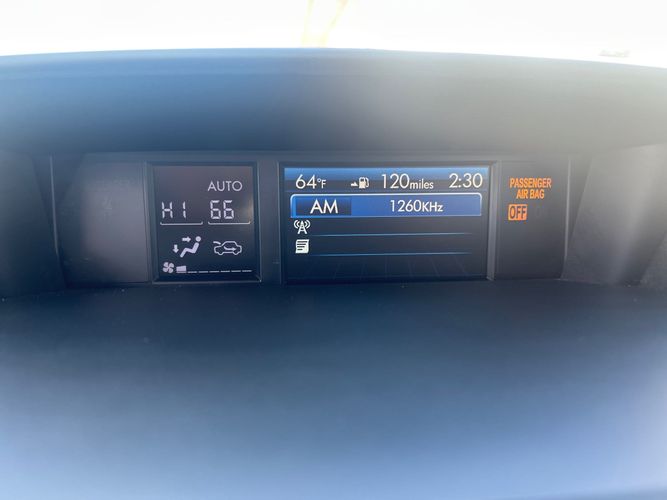 AUTO
HI 66
64°F 120miles 2:30
AM 1260KHz
PASSENGER
AIR BAG
OFF